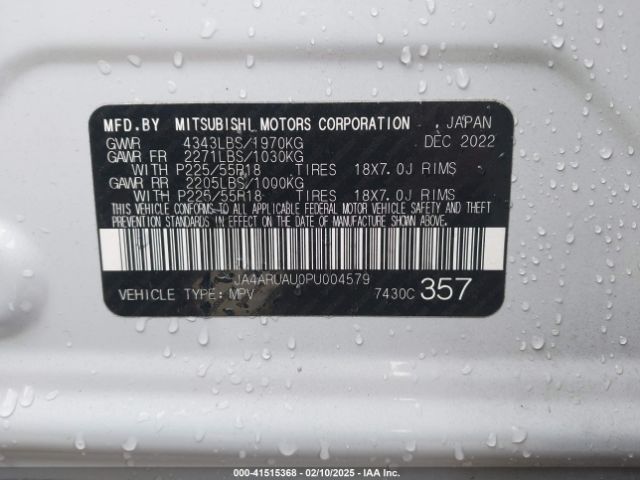 MFD.BY MITSUBISHI MOTORS CORPORATION JAPAN
GVWR 4343LBS/1970KG DEC 2022
GAWR FR 2271LBS/1030KG
WITH P225/55R18 TIRES 18X7.0J RIMS
GAWR RR 2205LBS/1000KG
WITH P225/55R18 TIRES 18X7.0J RIMS
THIS VEHICLE CONFORMS TO ALL APPLICABLE FEDERAL MOTOR VEHICLE SAFETY AND THEFT
PREVENTION STANDARDS IN EFFECT ON THE DATE OF MANUFACTURE SHOWN ABOVE.
JA4ARUAU0PU004579
VEHICLE TYPE: MPV 7430C 357
000-41515368 - 02/10/2025 - IAA Inc.